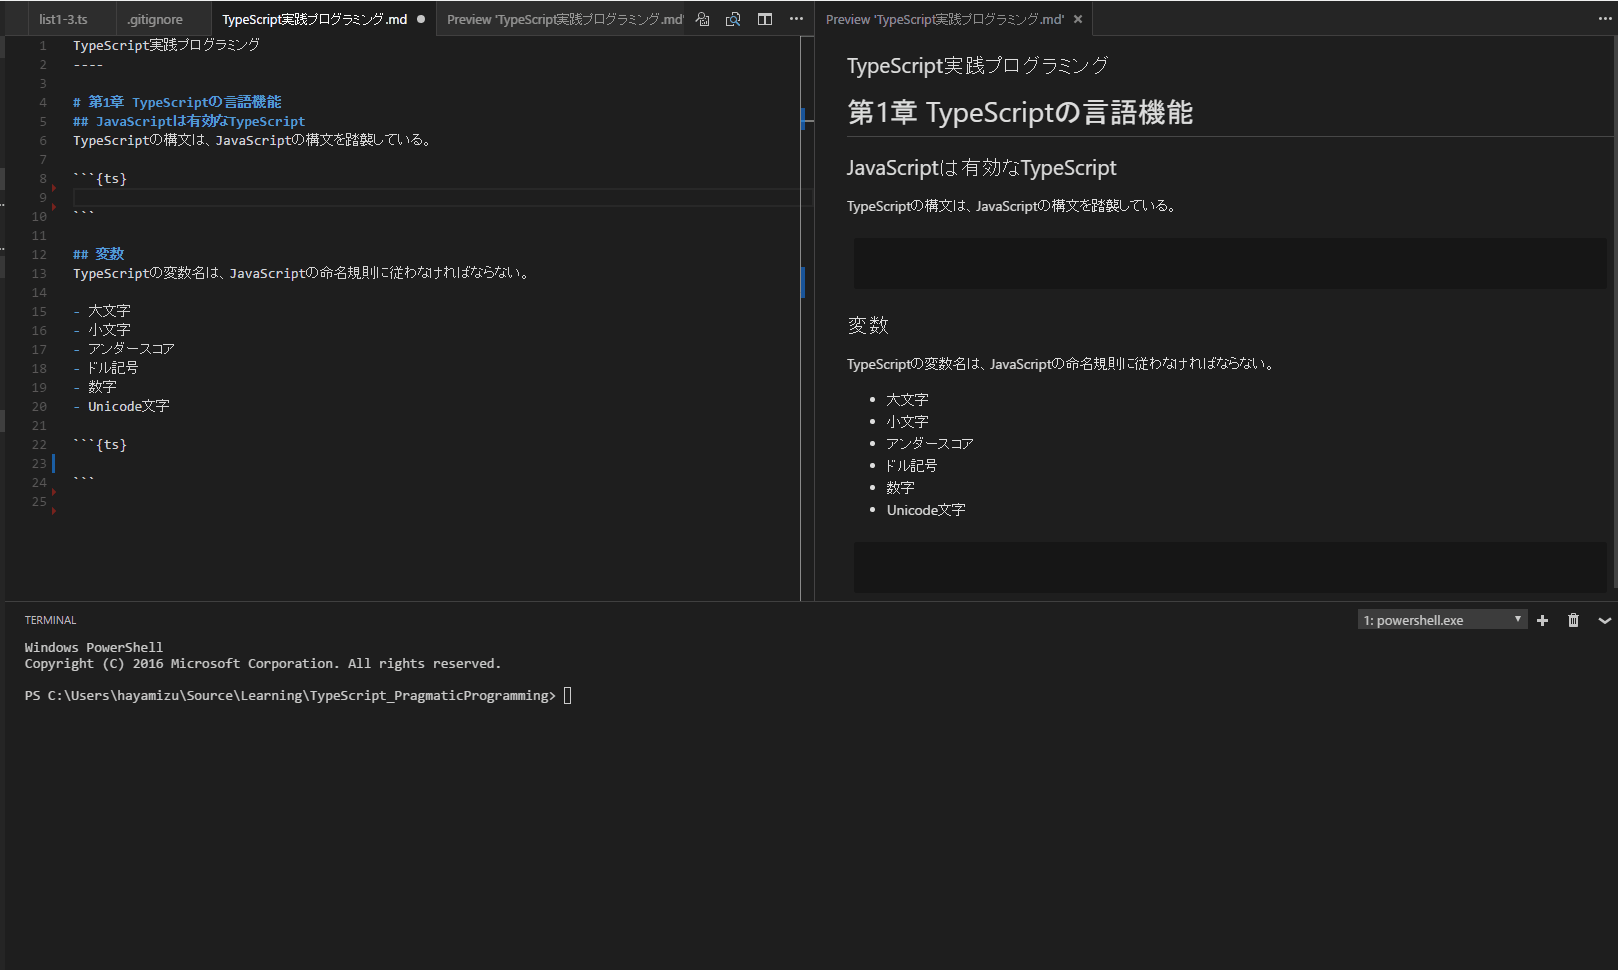 list1-3.ts
.gitignore
TypeScript実践プログラミング.md
Preview 'TypeScript実践プログラミング.md'
Preview 'TypeScript実践プログラミング.md'
1 TypeScript実践プログラミング
2 ----
3
4 # 第1章 TypeScriptの言語機能
5 ## JavaScriptは有効なTypeScript
6 TypeScriptの構文は、JavaScriptの構文を踏襲している。
7
8 ```{ts}
9
10 ```
11
12 ## 変数
13 TypeScriptの変数名は、JavaScriptの命名規則に従わなければならない。
14
15 - 大文字
16 - 小文字
17 - アンダースコア
18 - ドル記号
19 - 数字
20 - Unicode文字
21
22 ```{ts}
23
24 ```
25
TypeScript実践プログラミング
第1章 TypeScriptの言語機能
JavaScriptは有効なTypeScript
TypeScriptの構文は、JavaScriptの構文を踏襲している。
変数
TypeScriptの変数名は、JavaScriptの命名規則に従わなければならない。
• 大文字
• 小文字
• アンダースコア
• ドル記号
• 数字
• Unicode文字
TERMINAL
1: powershell.exe
Windows PowerShell
Copyright (C) 2016 Microsoft Corporation. All rights reserved.
PS C:\Users\hayamizu\Source\Learning\TypeScript_PragmaticProgramming>